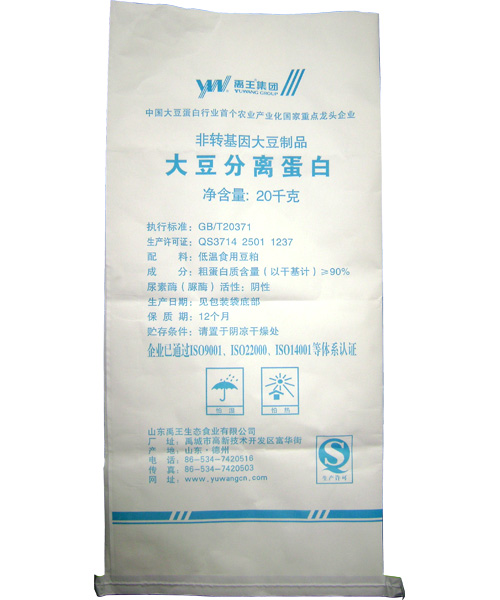 YW 禹王集团
YUWANG GROUP
中国大豆蛋白行业首个农业产业化国家重点龙头企业
非转基因大豆制品
大豆分离蛋白
净含量: 20千克
执行标准: GB/T20371
生产许可证: QS3714 2501 1237
配 料: 低温食用豆粕
成 分: 粗蛋白质含量（以干基计）≥90%
尿素酶（脲酶）活性: 阴性
生产日期: 见包装袋底部
保 质 期: 12个月
贮存条件: 请置于阴凉干燥处
企业已通过ISO9001、ISO22000、ISO14001等体系认证
山东禹王生态食业有限公司
厂 址: 禹城市高新技术开发区富华街
产 地: 山东·德州
电 话: 86-534-7420516
传 真: 86-534-7420503
网 址: www.yuwangcn.com
生产许可